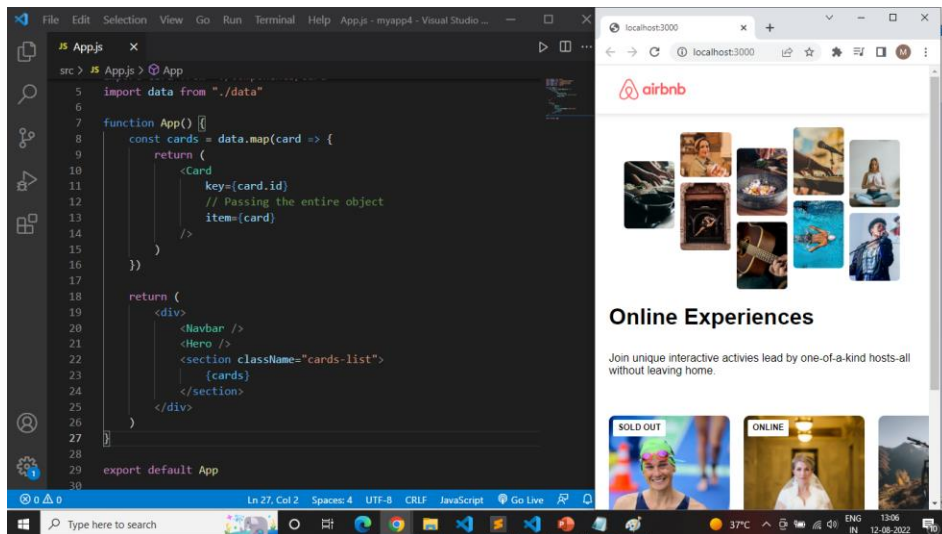 File Edit Selection View Go Run Terminal Help App.js - myapp4 - Visual Studio ...
JS App.js
src > JS App.js > App
5 import data from "./data"
6
7 function App() {
8 const cards = data.map(card => {
9 return (
10 <Card
11 key={card.id}
12 // Passing the entire object
13 item={card}
14 />
15 )
16 })
17
18 return (
19 <div>
20 <Navbar />
21 <Hero />
22 <section className="cards-list">
23 {cards}
24 </section>
25 </div>
26 )
27 }
28
29 export default App
30
0 0 Ln 27, Col 2 Spaces: 4 UTF-8 CRLF JavaScript Go Live
1
localhost:3000
localhost:3000
M
airbnb
Online Experiences
Join unique interactive activies lead by one-of-a-kind hosts-all
without leaving home.
SOLD OUT
ONLINE
Type here to search
37°C
ENG
IN
13:06
12-08-2022